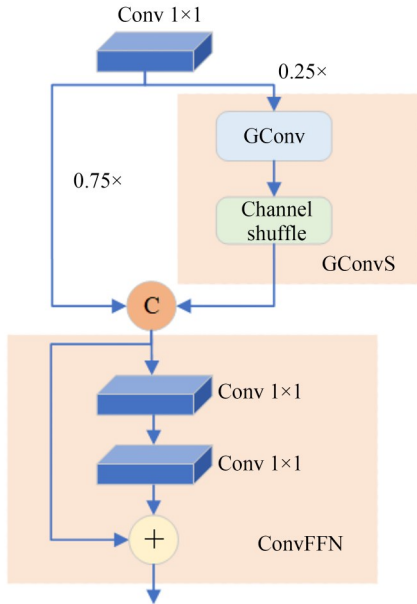 Conv 1×1
0.25×
GConv
0.75×
Channel
shuffle
GConvS
C
Conv 1×1
Conv 1×1
+
ConvFFN